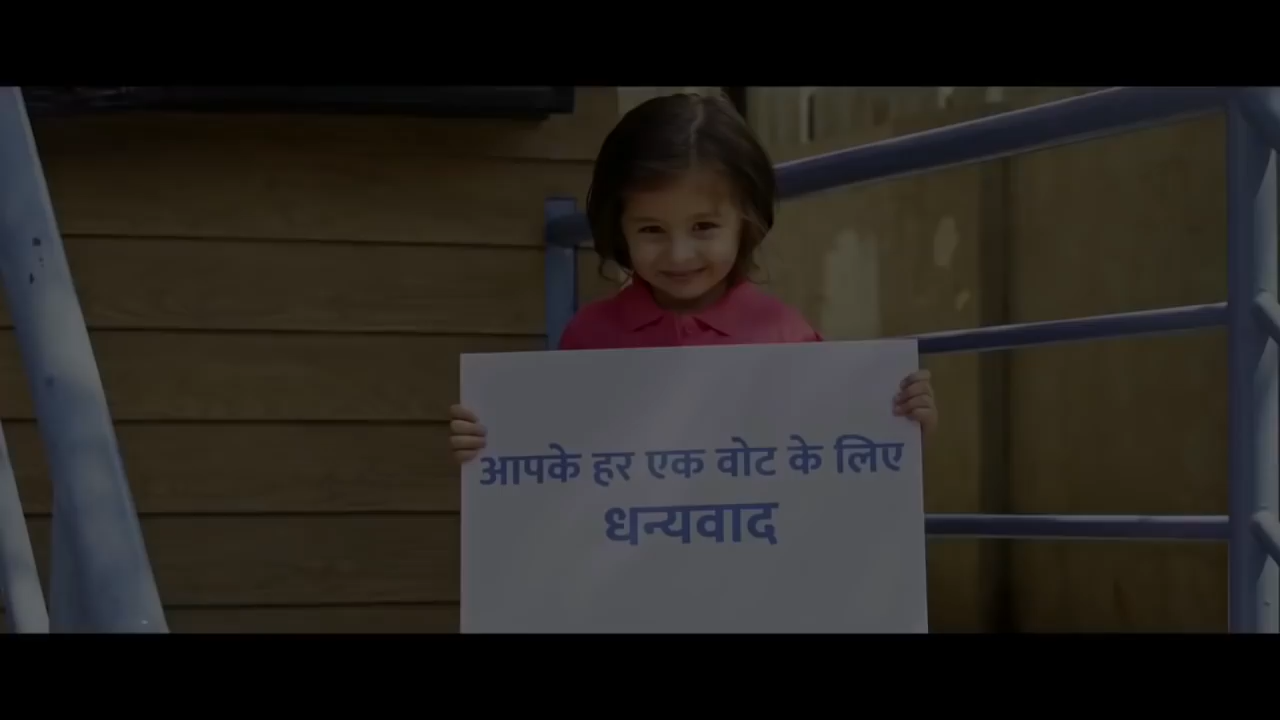 आपके हर एक वोट के लिए
धन्यवाद